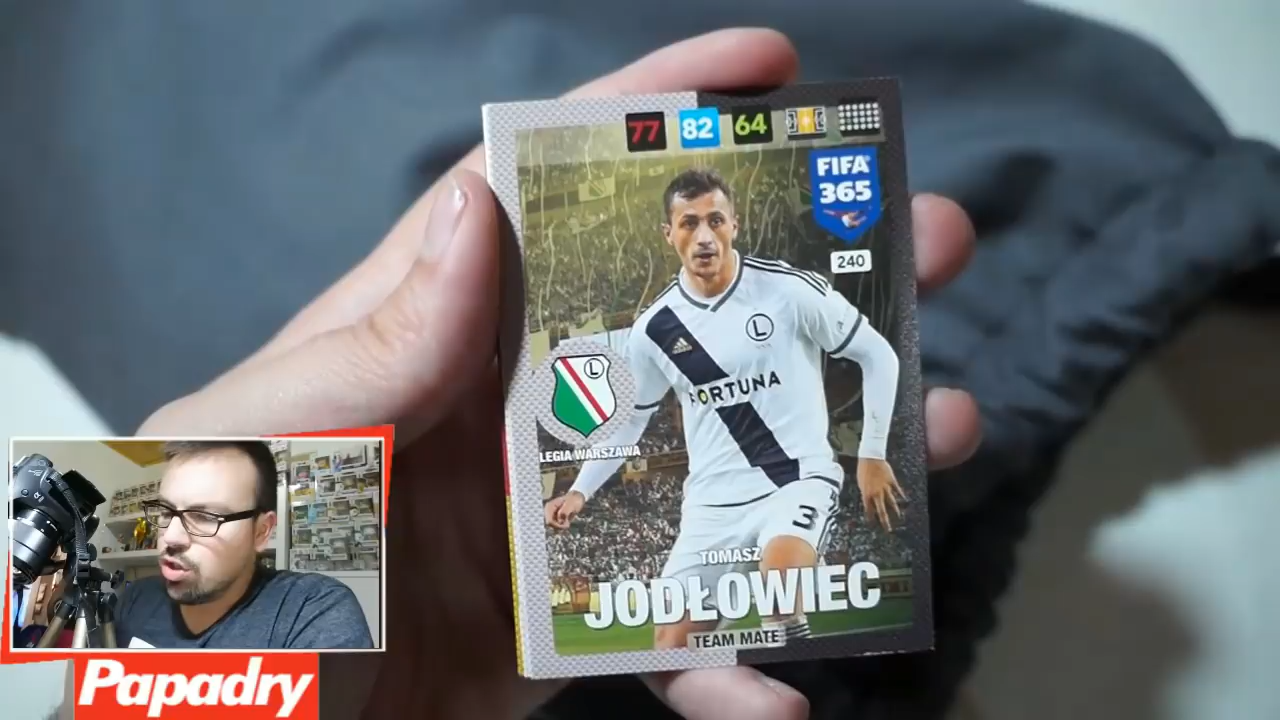 77 82 64
FIFA
365
240
L
FORTUNA
L
LEGIA WARSZAWA
3
TOMASZ
JODŁOWIEC
TEAM MATE
Papadry